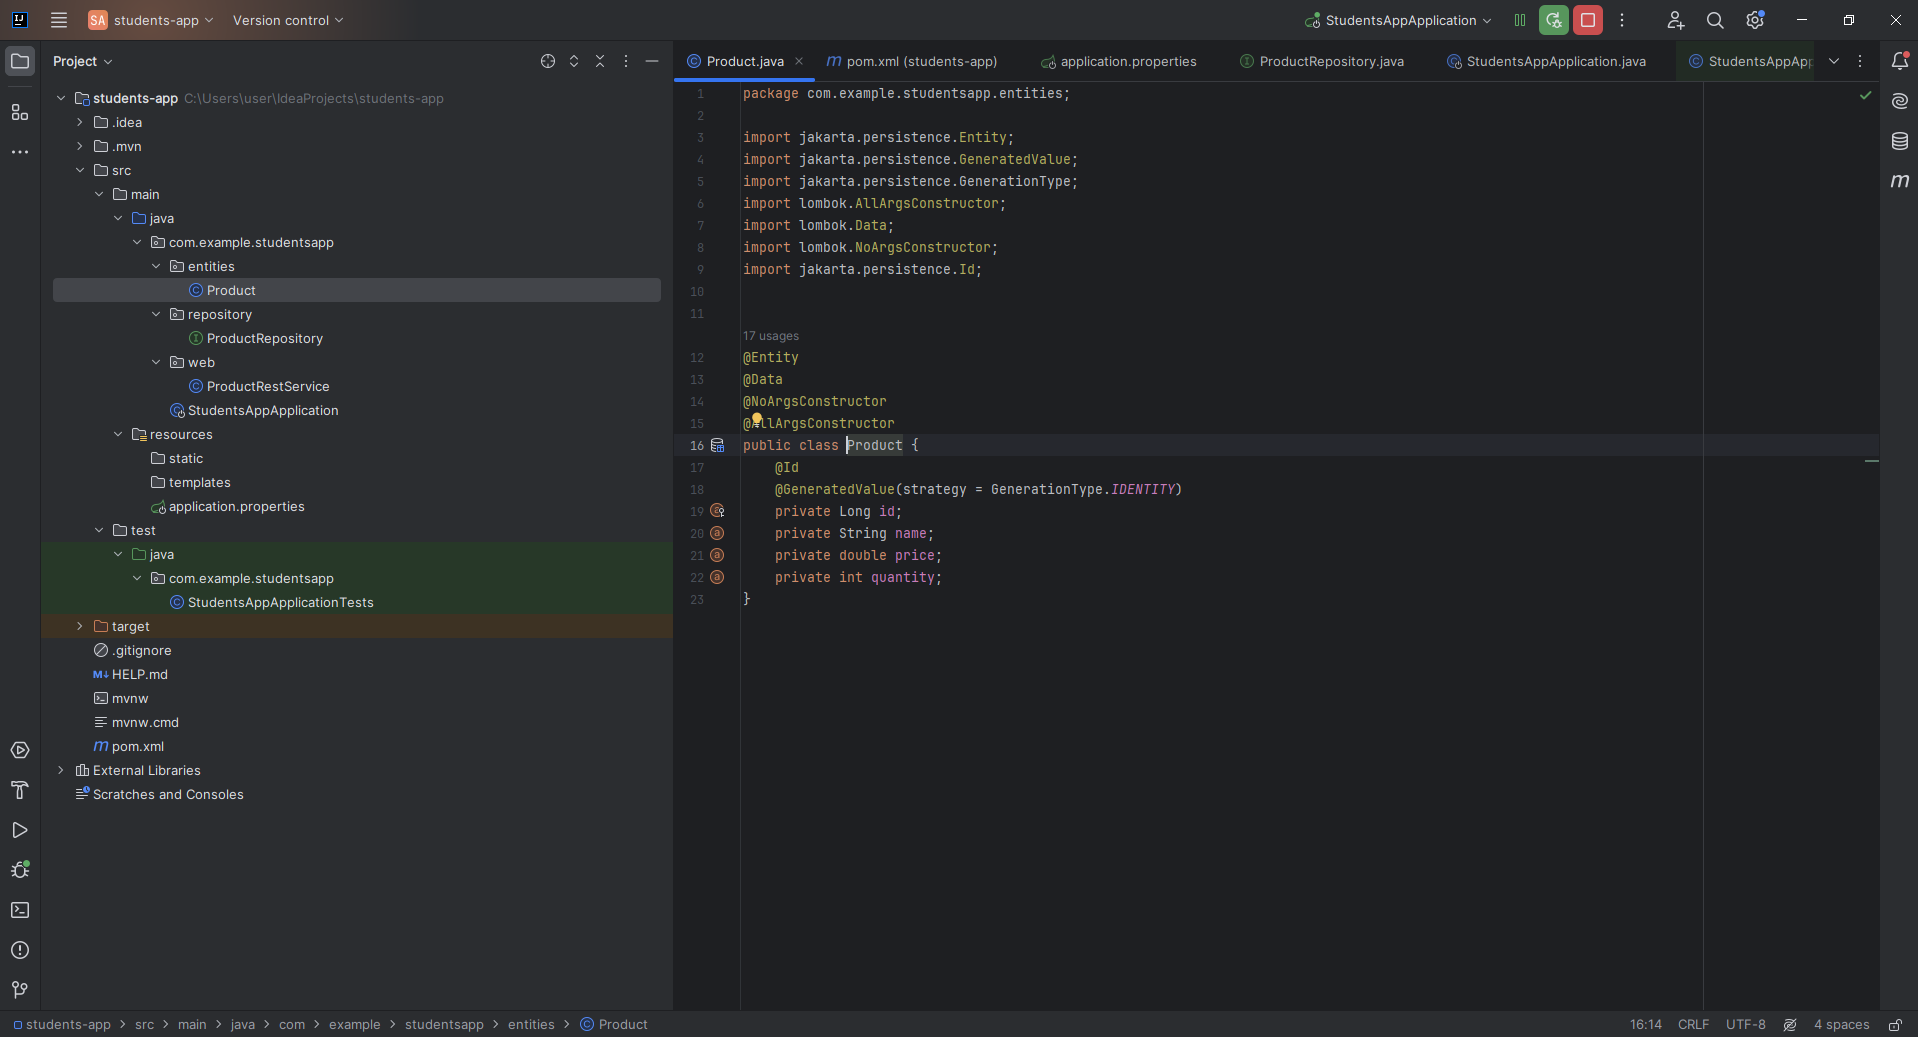 SA students-app Version control StudentsAppApplication
Project
Product.java pom.xml (students-app) application.properties ProductRepository.java StudentsAppApplication.java StudentsAppApp
students-app C:\Users\user\IdeaProjects\students-app
.idea
.mvn
src
main
java
com.example.studentsapp
entities
Product
repository
ProductRepository
web
ProductRestService
StudentsAppApplication
resources
static
templates
application.properties
test
java
com.example.studentsapp
StudentsAppApplicationTests
target
.gitignore
HELP.md
mvnw
mvnw.cmd
pom.xml
External Libraries
Scratches and Consoles
1 package com.example.studentsapp.entities;
2
3 import jakarta.persistence.Entity;
4 import jakarta.persistence.GeneratedValue;
5 import jakarta.persistence.GenerationType;
6 import lombok.AllArgsConstructor;
7 import lombok.Data;
8 import lombok.NoArgsConstructor;
9 import jakarta.persistence.Id;
10
11
17 usages
12 @Entity
13 @Data
14 @NoArgsConstructor
15 @AllArgsConstructor
16 public class Product {
17 @Id
18 @GeneratedValue(strategy = GenerationType.IDENTITY)
19 private Long id;
20 private String name;
21 private double price;
22 private int quantity;
23 }
students-app > src > main > java > com > example > studentsapp > entities > Product
16:14 CRLF UTF-8 4 spaces